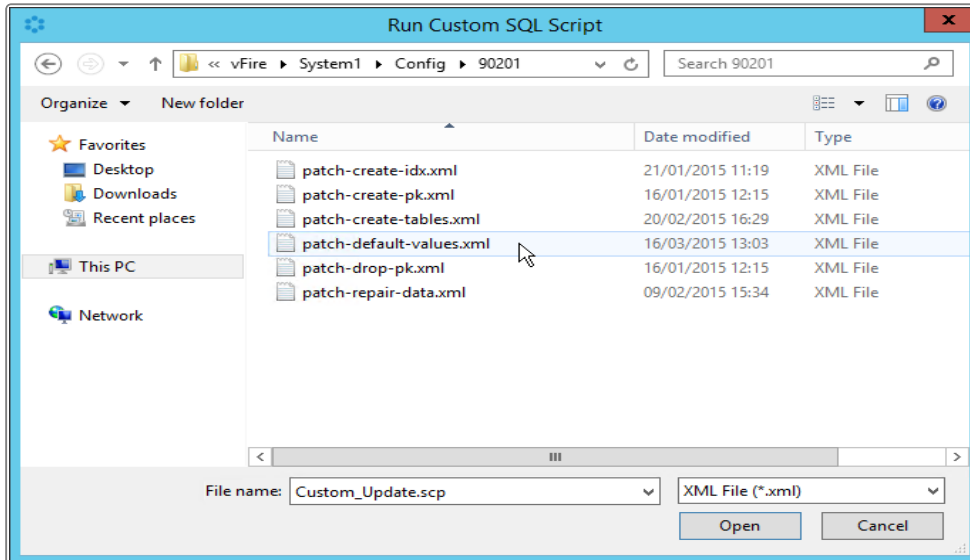 Run Custom SQL Script
x
« vFire System1 Config 90201
Search 90201
Organize New folder
?
Name Date modified Type
Favorites
Desktop
Downloads
Recent places
This PC
Network
patch-create-idx.xml 21/01/2015 11:19 XML File
patch-create-pk.xml 16/01/2015 12:15 XML File
patch-create-tables.xml 20/02/2015 16:29 XML File
patch-default-values.xml 16/03/2015 13:03 XML File
patch-drop-pk.xml 16/01/2015 12:15 XML File
patch-repair-data.xml 09/02/2015 15:34 XML File
File name: Custom_Update.scp XML File (*.xml)
Open Cancel